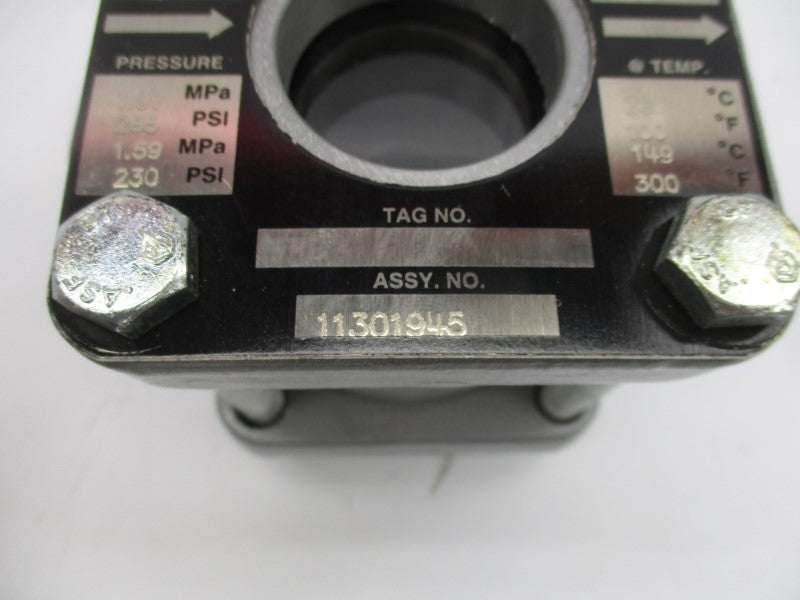 PRESSURE
@ TEMP.
MPa
°C
PSI
°F
1.59 MPa
149 °C
230 PSI
300 °F
TAG NO.
ASSY. NO.
11301945